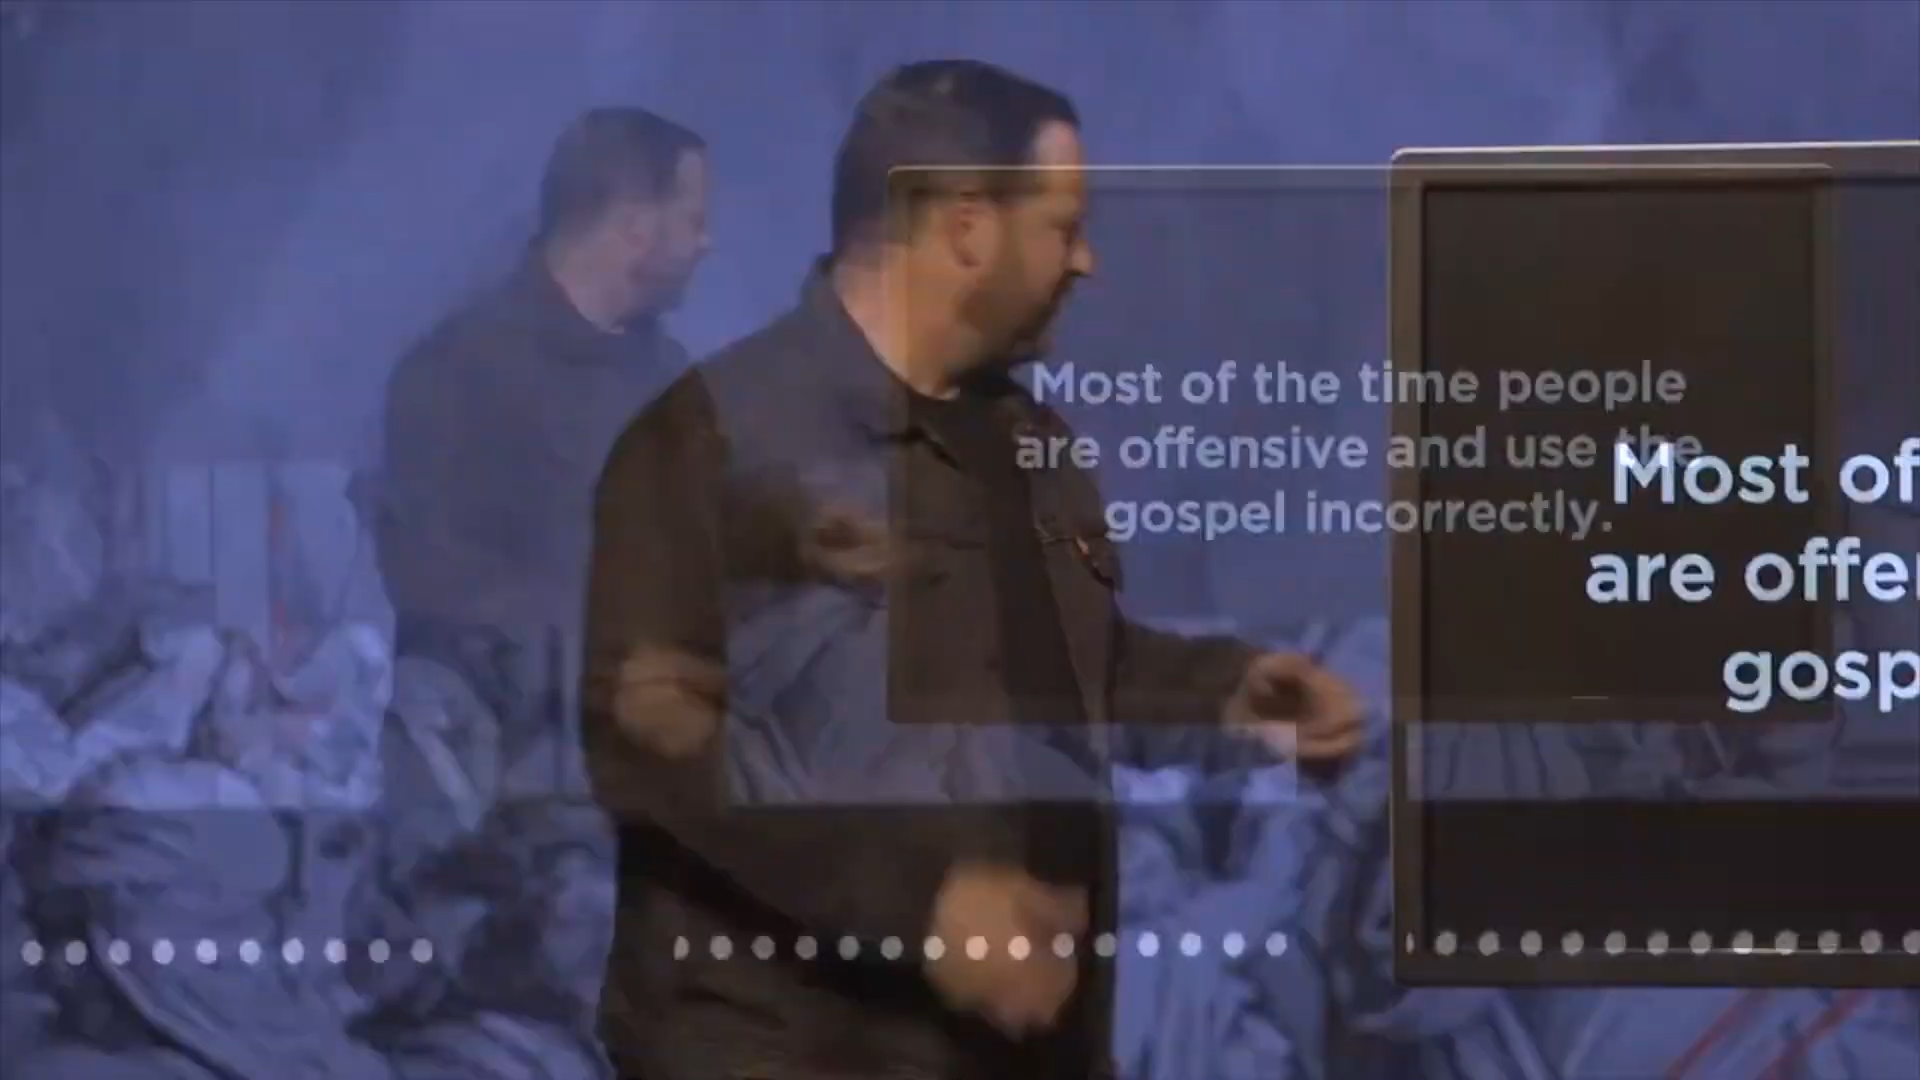 Most of the time people
are offensive and use the
gospel incorrectly.
Most of
are offe
gosp